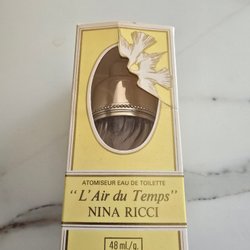 ATOMISEUR EAU DE TOILETTE
"L'Air du Temps"
NINA RICCI
48 ml/g.